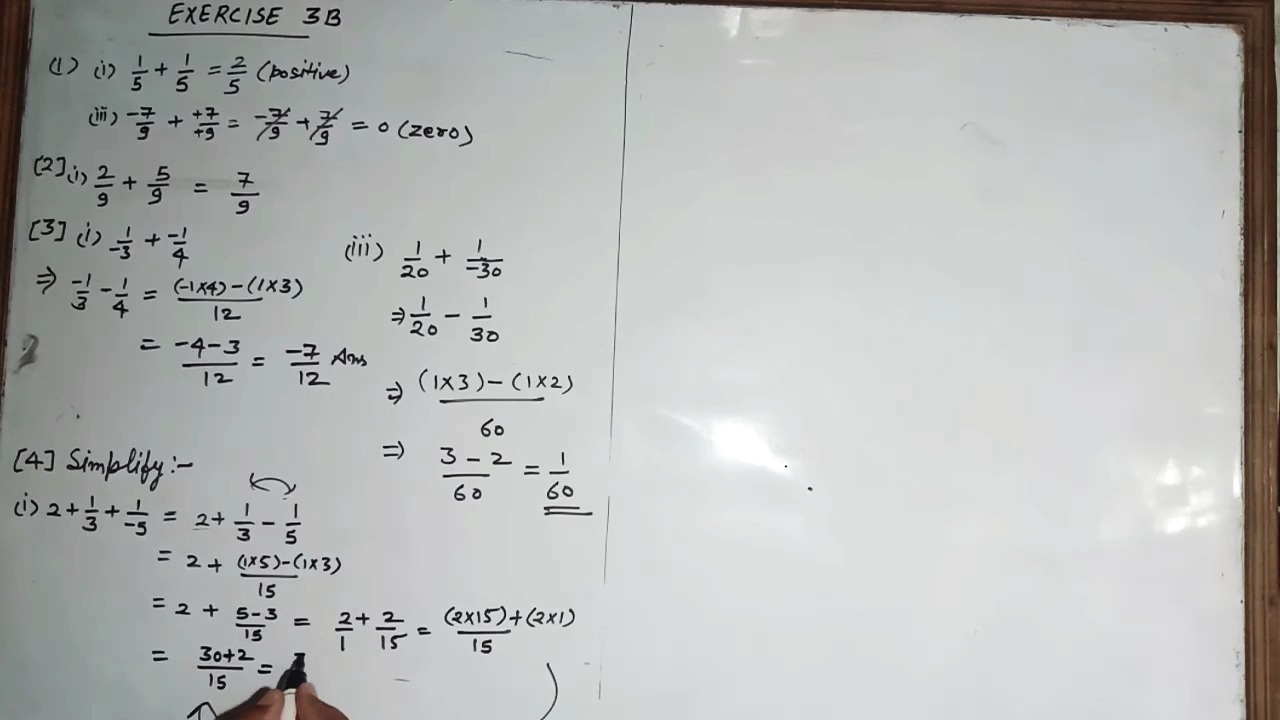 EXERCISE 3B
(1) (i) 1/5 + 1/5 = 2/5 (positive)
(iii) -7/9 + +7/+9 = -7/9 + 7/9 = 0 (zero)
[2] (i) 2/9 + 5/9 = 7/9
[3] (i) 1/-3 + -1/4
⇒ -1/3 - 1/4 = (-1×4)-(1×3)/12
= -4-3/12 = -7/12 Ans
(iii) 1/20 + 1/-30
⇒ 1/20 - 1/30
⇒ (1×3)-(1×2)/60
⇒ 3-2/60 = 1/60
[4] Simplify:-
(i) 2+1/3+1/-5 = 2+1/3-1/5
= 2+(1×5)-(1×3)/15
= 2+5-3/15 = 2/1+2/15 = (2×15)+(2×1)/15
= 30+2/15 =